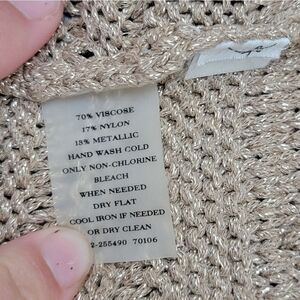 70% VISCOSE
17% NYLON
13% METALLIC
HAND WASH COLD
ONLY NON-CHLORINE
BLEACH
WHEN NEEDED
DRY FLAT
COOL IRON IF NEEDED
OR DRY CLEAN
2-255490 70106